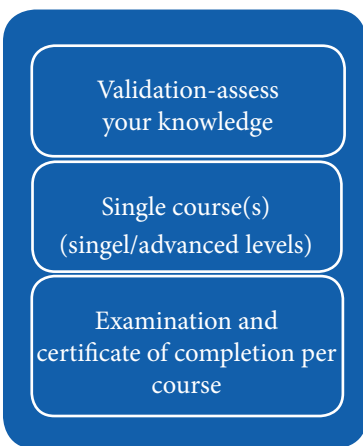 Validation-assess
your knowledge
Single course(s)
(singel/advanced levels)
Examination and
certificate of completion per
course